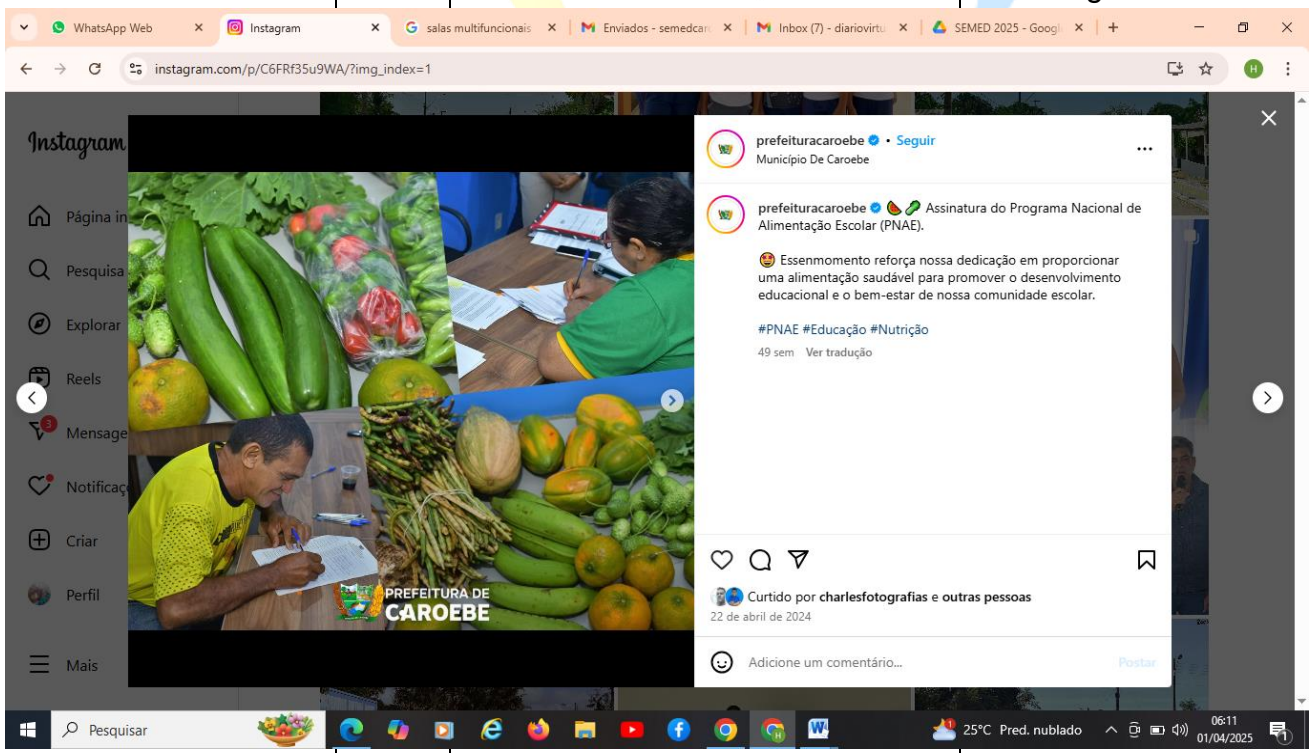 WhatsApp Web
Instagram
salas multifuncionais
Enviados - semedcar
Inbox (7) - diariovirtu
SEMED 2025 - Googl
instagram.com/p/C6FRf35u9WA/?img_index=1
H
Instagram
Página in
Pesquisa
Explorar
Reels
3
Mensage
Notificaç
Criar
Perfil
Mais
PREFEITURA DE
CAROEBE
prefeituracaroebe • Seguir
Município De Caroebe
prefeituracaroebe Assinatura do Programa Nacional de
Alimentação Escolar (PNAE).
Essenmomento reforça nossa dedicação em proporcionar
uma alimentação saudável para promover o desenvolvimento
educacional e o bem-estar de nossa comunidade escolar.
#PNAE #Educação #Nutrição
49 sem Ver tradução
Curtido por charlesfotografias e outras pessoas
22 de abril de 2024
Adicione um comentário...
Postar
Pesquisar
25°C Pred. nublado
06:11
01/04/2025